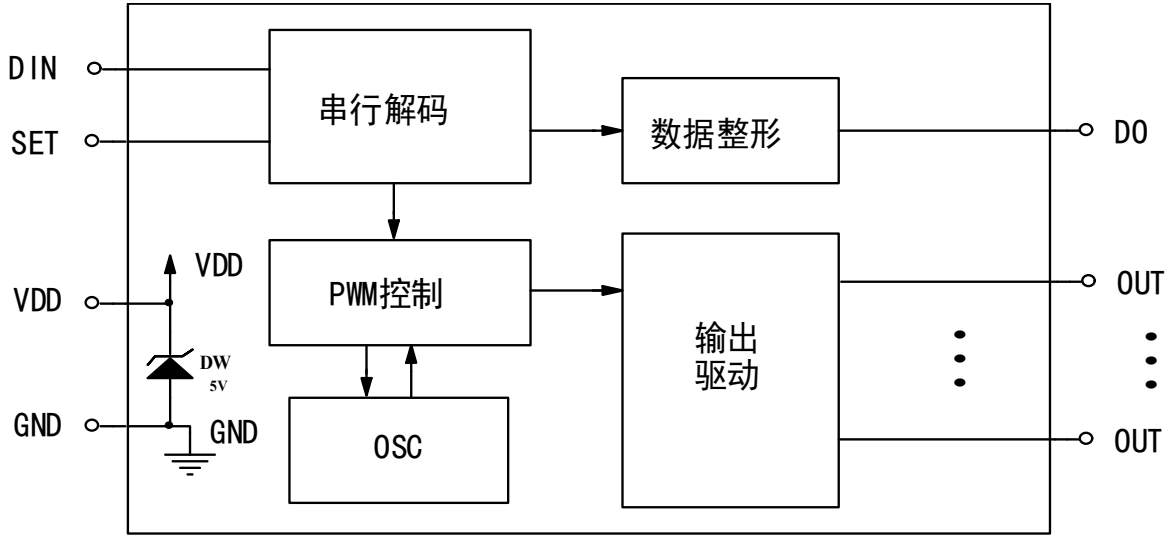 DIN
SET
串行解码
数据整形
DO
VDD
VDD
PWM控制
输出
驱动
OUT
DW
5V
GND
GND
OSC
OUT